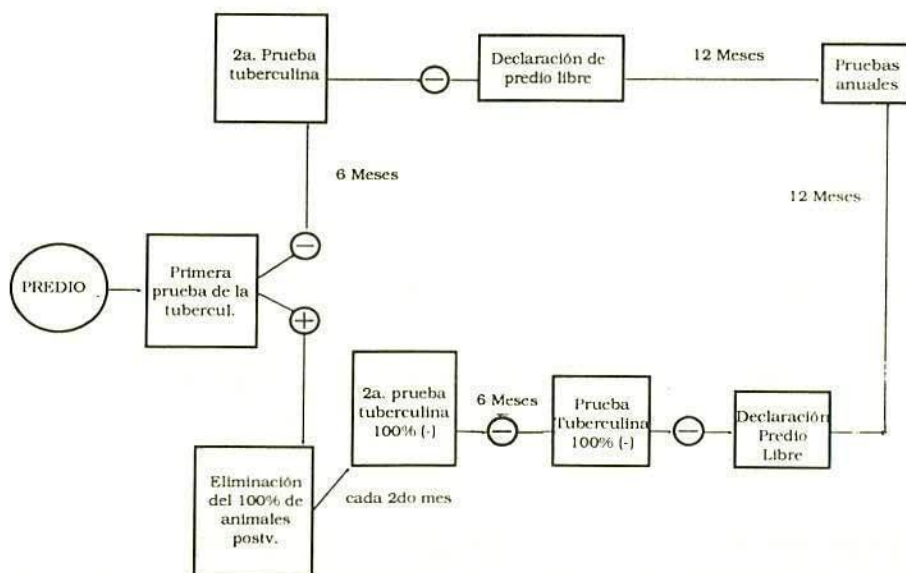 2a. Prueba
tuberculina
Declaración de
predio libre
12 Meses
Pruebas
anuales
6 Meses
12 Meses
PREDIO
Primera
prueba de la
tubercul.
2a. prueba
tuberculina
100% (-)
6 Meses
Prueba
Tuberculina
100% (-)
Declaración
Predio
Libre
Eliminación
del 100% de
animales
postv.
cada 2do mes